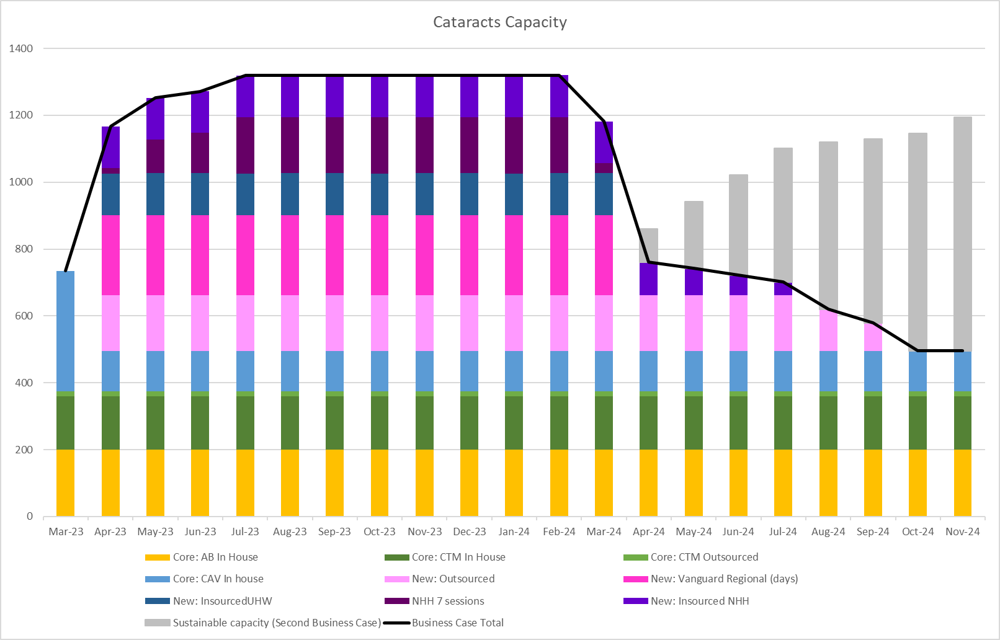 Cataracts Capacity
1400
1200
1000
800
600
400
200
0
Mar-23 Apr-23 May-23 Jun-23 Jul-23 Aug-23 Sep-23 Oct-23 Nov-23 Dec-23 Jan-24 Feb-24 Mar-24 Apr-24 May-24 Jun-24 Jul-24 Aug-24 Sep-24 Oct-24 Nov-24
Core: AB In House Core: CTM In House Core: CTM Outsourced
Core: CAV In house New: Outsourced New: Vanguard Regional (days)
New: InsourcedUHW NHH 7 sessions New: Insourced NHH
Sustainable capacity (Second Business Case) Business Case Total